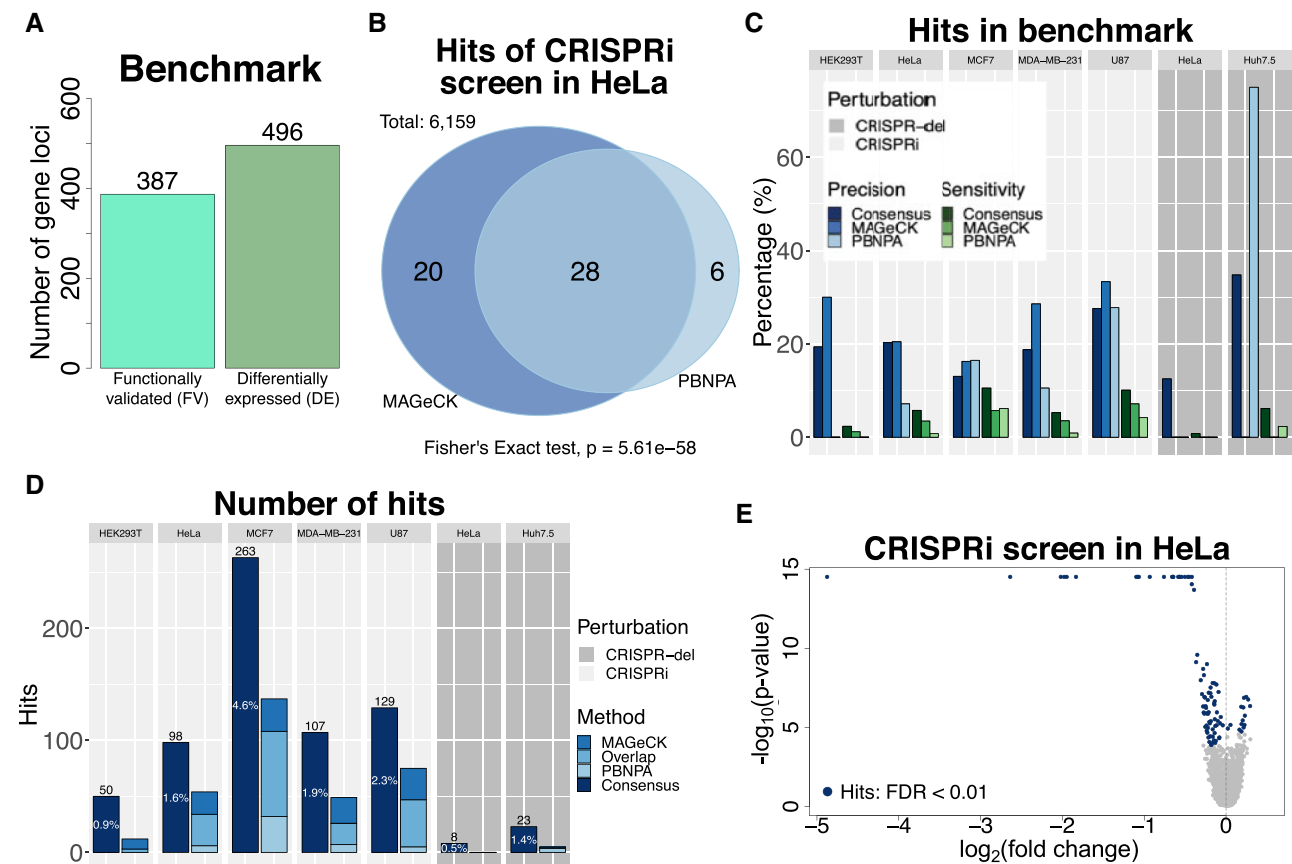 A
Benchmark
Number of gene loci
0
200
400
600
387
496
Functionally
validated (FV)
Differentially
expressed (DE)
B
Hits of CRISPRi
screen in HeLa
Total: 6,159
20
28
6
MAGeCK
PBNPA
Fisher's Exact test, p = 5.61e−58
C
Hits in benchmark
HEK293T
HeLa
MCF7
MDA−MB−231
U87
HeLa
Huh7.5
Percentage (%)
0
20
40
60
Perturbation
CRISPR−del
CRISPRi
Precision
Consensus
MAGeCK
PBNPA
Sensitivity
Consensus
MAGeCK
PBNPA
D
Number of hits
HEK293T
HeLa
MCF7
MDA−MB−231
U87
HeLa
Huh7.5
Hits
0
100
200
50
0.9%
98
1.6%
263
4.6%
107
1.9%
129
2.3%
8
0.5%
23
1.4%
Perturbation
CRISPR−del
CRISPRi
Method
MAGeCK
Overlap
PBNPA
Consensus
E
CRISPRi screen in HeLa
-log10(p-value)
0
5
10
15
Hits: FDR < 0.01
−5
−4
−3
−2
−1
0
log2(fold change)